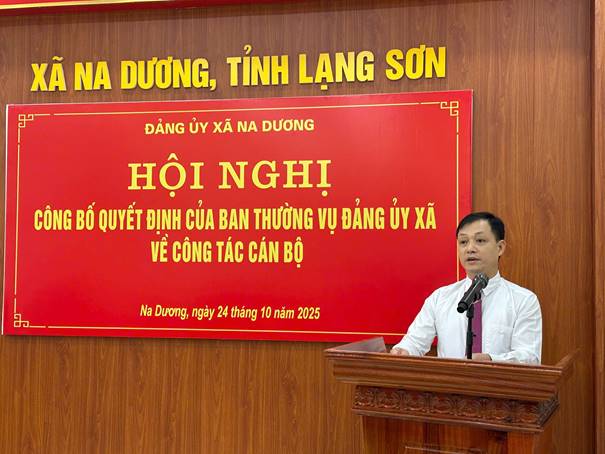 XÃ NA DƯƠNG, TỈNH LẠNG SƠN
ĐẢNG ỦY XÃ NA DƯƠNG
HỘI NGHỊ
CÔNG BỐ QUYẾT ĐỊNH CỦA BAN THƯỜNG VỤ ĐẢNG ỦY XÃ
VỀ CÔNG TÁC CÁN BỘ
Na Dương, ngày 24 tháng 10 năm 2025